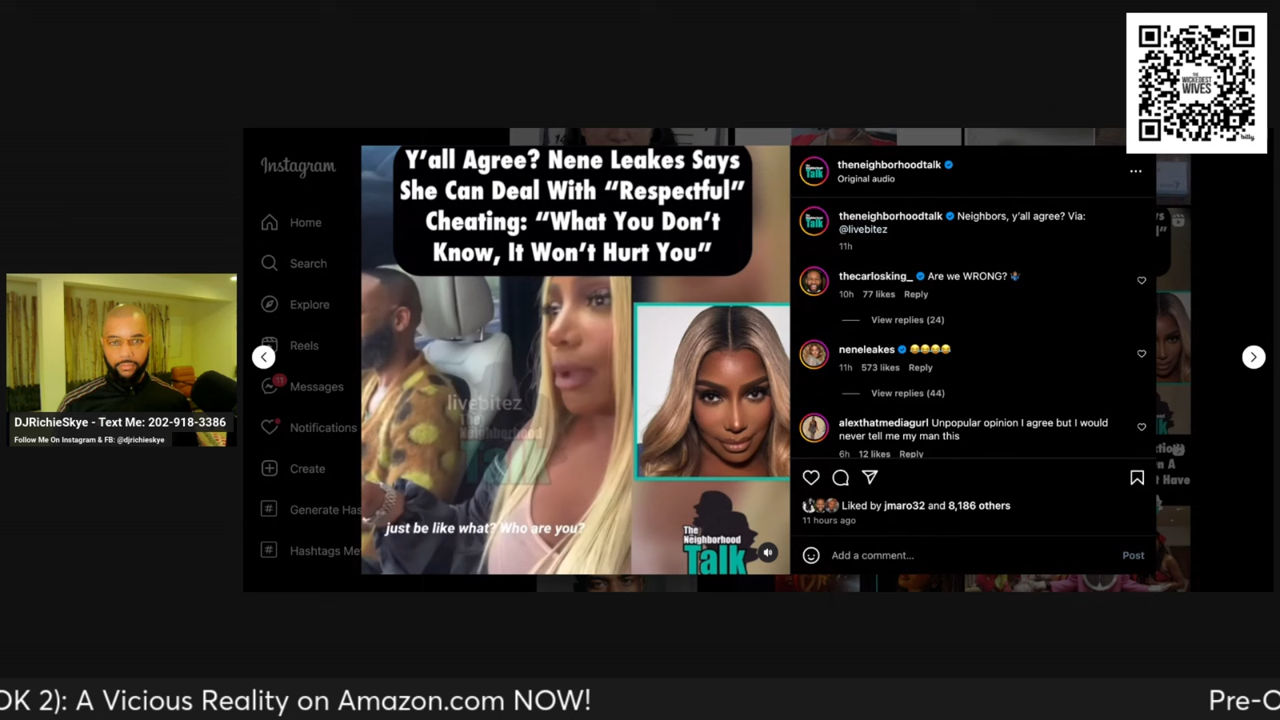 THE
WICKEDEST
WIVES
bitly
Instagram
Home
Search
Explore
Reels
11
Messages
Notifications
Create
Generate Has
Hashtags Me
Y'all Agree? Nene Leakes Says
She Can Deal With “Respectful”
Cheating: “What You Don't
Know, It Won't Hurt You”
livebitez
The
Neighborhood
just be like what? Who are you?
The
Neighborhood
Talk
theneighborhoodtalk
Original audio
theneighborhoodtalk Neighbors, y'all agree? Via:
@livebitez
11h
thecarlosking_ Are we WRONG? 🤷🏾‍♂️
10h 77 likes Reply
View replies (24)
neneleakes 😂😂😂😂
11h 573 likes Reply
View replies (44)
alexthatmediagurl Unpopular opinion I agree but I would
never tell me my man this
6h 12 likes Reply
Liked by jmaro32 and 8,186 others
11 hours ago
Add a comment...
Post
DJRichieSkye - Text Me: 202-918-3386
Follow Me On Instagram & FB: @djrichieskye
OK 2): A Vicious Reality on Amazon.com NOW!
Pre-O